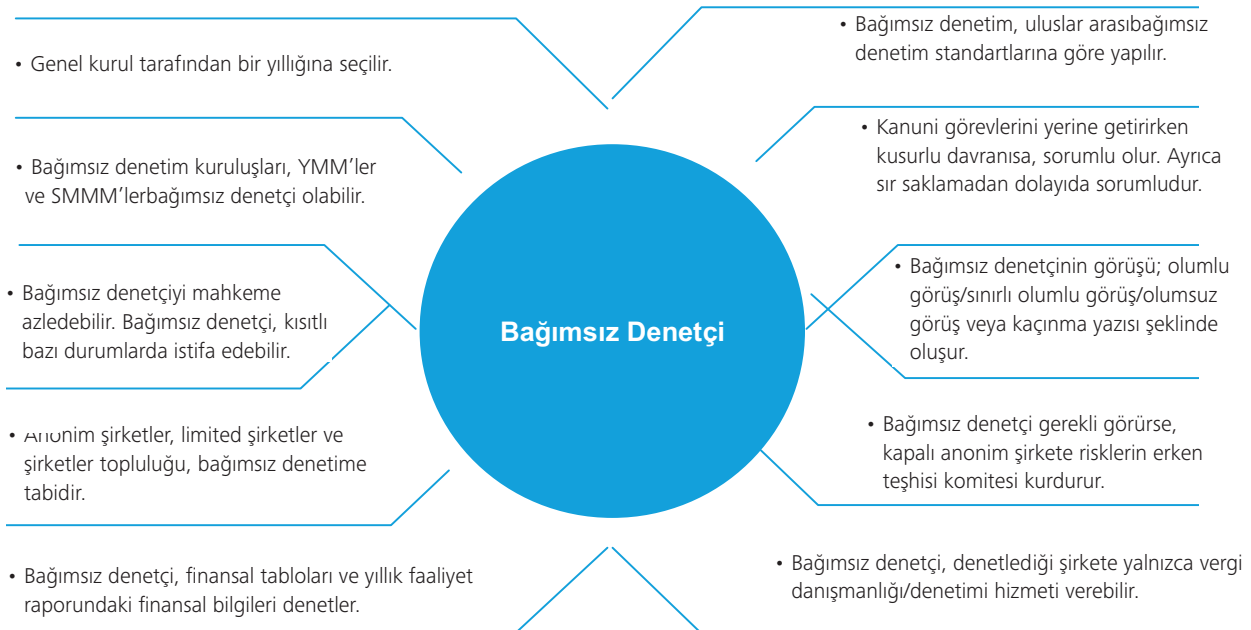 • Genel kurul tarafından bir yıllığına seçilir.
• Bağımsız denetim kuruluşları, YMM’ler
ve SMMM’lerbağımsız denetçi olabilir.
• Bağımsız denetçiyi mahkeme
azledebilir. Bağımsız denetçi, kısıtlı
bazı durumlarda istifa edebilir.
• Anonim şirketler, limited şirketler ve
şirketler topluluğu, bağımsız denetime
tabidir.
• Bağımsız denetçi, finansal tabloları ve yıllık faaliyet
raporundaki finansal bilgileri denetler.
Bağımsız Denetçi
• Bağımsız denetim, uluslar arasıbağımsız
denetim standartlarına göre yapılır.
• Kanuni görevlerini yerine getirirken
kusurlu davranısa, sorumlu olur. Ayrıca
sır saklamadan dolayıda sorumludur.
• Bağımsız denetçinin görüşü; olumlu
görüş/sınırlı olumlu görüş/olumsuz
görüş veya kaçınma yazısı şeklinde
oluşur.
• Bağımsız denetçi gerekli görürse,
kapalı anonim şirkete risklerin erken
teşhisi komitesi kurdurur.
• Bağımsız denetçi, denetlediği şirkete yalnızca vergi
danışmanlığı/denetimi hizmeti verebilir.